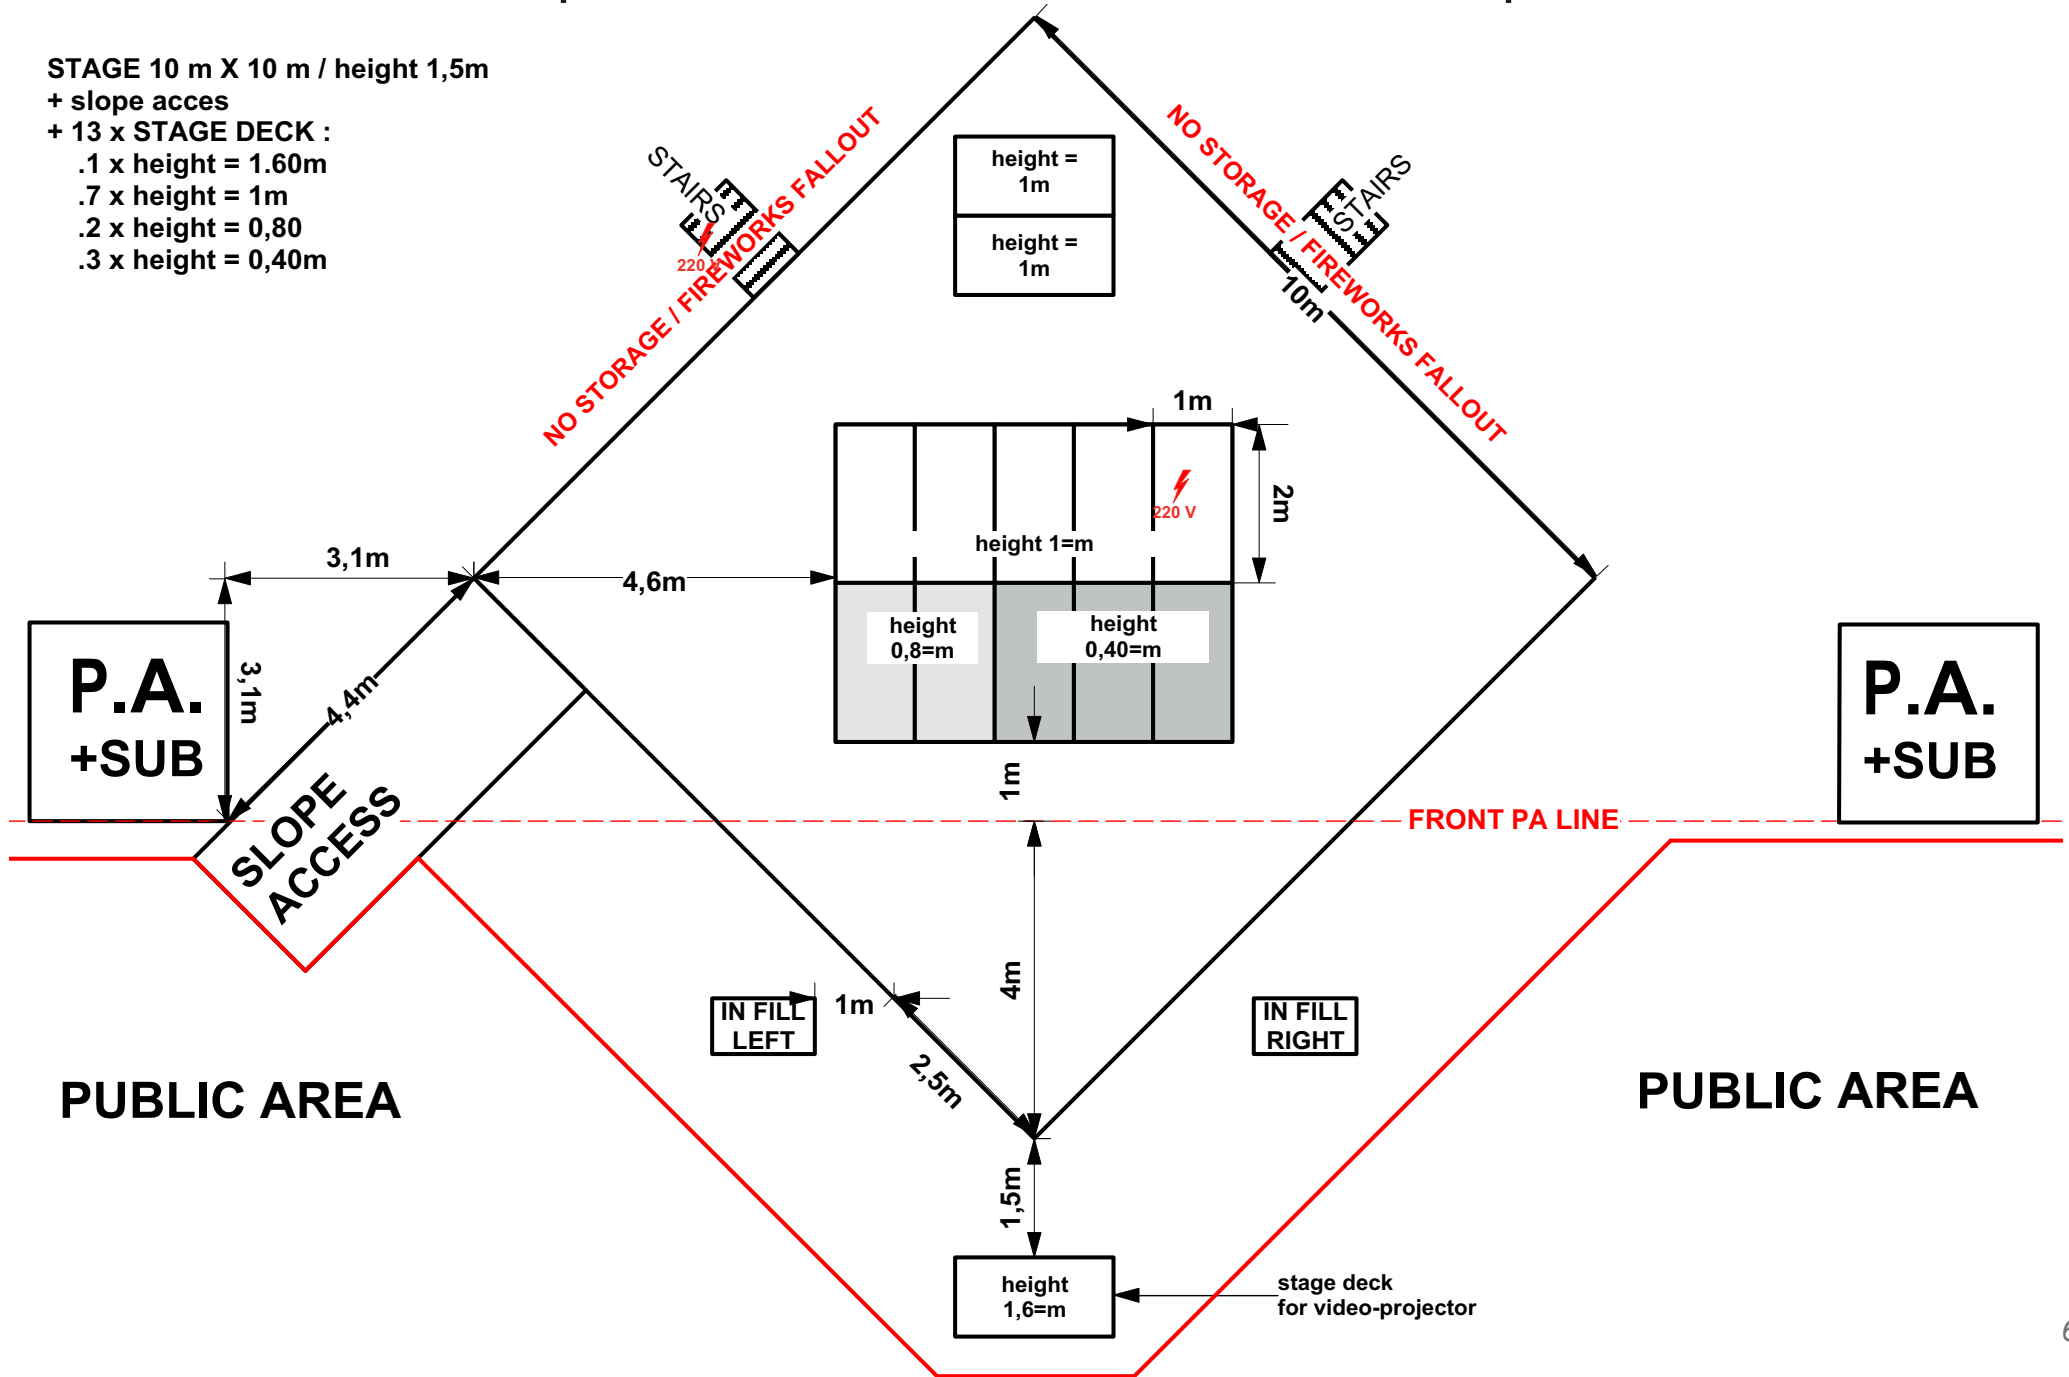 STAGE 10 m X 10 m / height 1,5m
+ slope acces
+ 13 x STAGE DECK :
.1 x height = 1.60m
.7 x height = 1m
.2 x height = 0,80
.3 x height = 0,40m
STAIRS
220 V
NO STORAGE / FIREWORKS FALLOUT
height =
1m
height =
1m
NO STORAGE / FIREWORKS FALLOUT
STAIRS
10m
1m
2m
220 V
height 1=m
3,1m
4,6m
height
0,8=m
height
0,40=m
P.A.
+SUB
3,1m
4,4m
P.A.
+SUB
1m
SLOPE
ACCESS
FRONT PA LINE
4m
IN FILL
LEFT
1m
IN FILL
RIGHT
2,5m
PUBLIC AREA
PUBLIC AREA
1,5m
height
1,6=m
stage deck
for video-projector